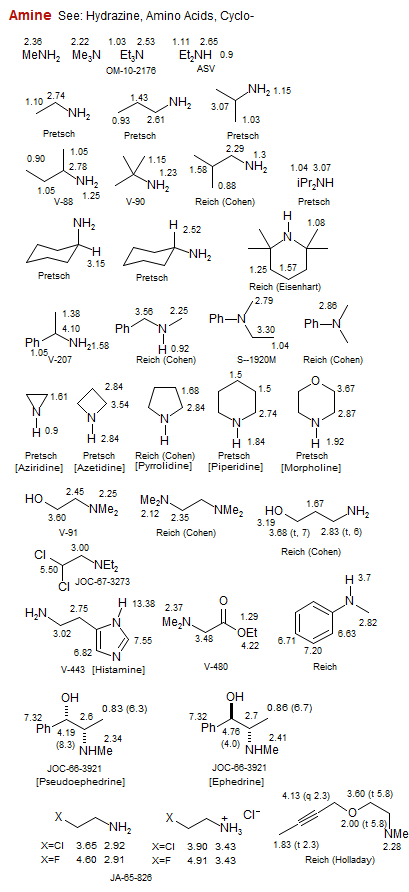 Amine See: Hydrazine, Amino Acids, Cyclo-
2.36 2.22 1.03 2.53 1.11 2.65
MeNH2 Me3N Et3N Et2NH 0.9
OM-10-2176 ASV
1.10 2.74 NH2
Pretsch
1.43 NH2
0.93 2.61
Pretsch
NH2 1.15
3.07
1.03
Pretsch
0.90 1.05
2.78
NH2
1.05 1.25
V-88
1.15
1.23
NH2
V-90
2.29 1.3
1.58 NH2
0.88
Reich (Cohen)
1.04 3.07
iPr2NH
Pretsch
NH2
H
3.15
Pretsch
H 2.52
NH2
Pretsch
H
N 1.08
1.25 1.57
Reich (Eisenhart)
1.38
4.10
Ph NH2 1.58
1.05
V-207
3.56 2.25
Ph N
H 0.92
Reich (Cohen)
2.79
Ph N
3.30
1.04
S--1920M
2.86
Ph N
Reich (Cohen)
1.61
N
H 0.9
Pretsch
[Aziridine]
2.84
3.54
N
H 2.84
Pretsch
[Azetidine]
1.68
2.84
N
H
Reich (Cohen)
[Pyrrolidine]
1.5
1.5
2.74
N
H 1.84
Pretsch
[Piperidine]
O 3.67
2.87
N
H 1.92
Pretsch
[Morpholine]
HO 2.45 2.25
3.60 NMe2
V-91
Me2N NMe2
2.12 2.35
Reich (Cohen)
HO 1.67 NH2
3.19
3.68 (t, 7) 2.83 (t, 6)
Reich (Cohen)
Cl 3.00
5.50 NEt2
Cl JOC-67-3273
H2N 2.75 H 13.38
N
3.02 7.55
6.82 N
V-443 [Histamine]
2.37 O 1.29
Me2N OEt
3.48 4.22
V-480
H 3.7
N
2.82
6.71 6.63
7.20
Reich
OH
7.32 2.6 0.83 (6.3)
Ph 4.19
(8.3) 2.34
NHMe
JOC-66-3921
[Pseudoephedrine]
OH
7.32 2.7 0.86 (6.7)
Ph 4.76
(4.0) 2.41
NHMe
JOC-66-3921
[Ephedrine]
X NH2
X=Cl 3.65 2.92
X=F 4.60 2.91
X + Cl−
NH3
X=Cl 3.90 3.43
X=F 4.91 3.43
JA-65-826
4.13 (q 2.3) 3.60 (t 5.8)
O
2.00 (t 5.8)
NMe
1.83 (t 2.3) 2.28
Reich (Holladay)